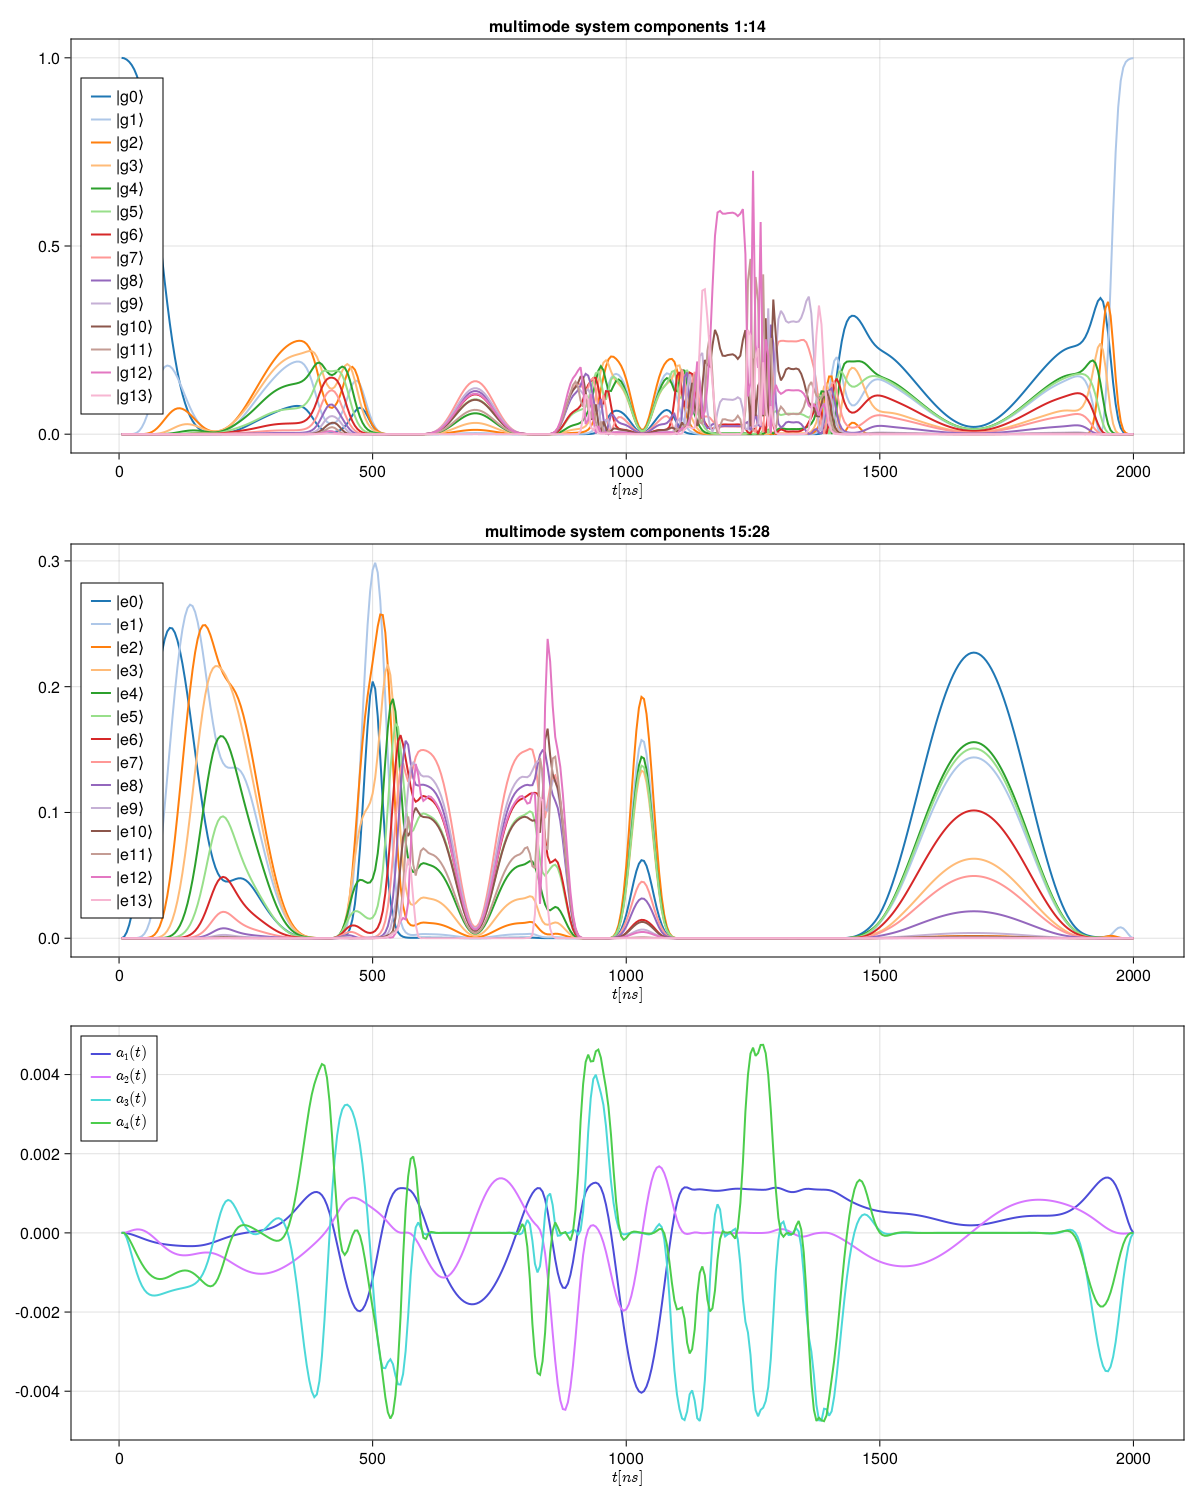 multimode system components 1:14
1.0
0.5
0.0
|g0⟩
|g1⟩
|g2⟩
|g3⟩
|g4⟩
|g5⟩
|g6⟩
|g7⟩
|g8⟩
|g9⟩
|g10⟩
|g11⟩
|g12⟩
|g13⟩
0 500 1000 1500 2000
t[ns]
multimode system components 15:28
0.3
0.2
0.1
0.0
|e0⟩
|e1⟩
|e2⟩
|e3⟩
|e4⟩
|e5⟩
|e6⟩
|e7⟩
|e8⟩
|e9⟩
|e10⟩
|e11⟩
|e12⟩
|e13⟩
0 500 1000 1500 2000
t[ns]
0.004
0.002
0.000
-0.002
-0.004
a₁(t)
a₂(t)
a₃(t)
a₄(t)
0 500 1000 1500 2000
t[ns]